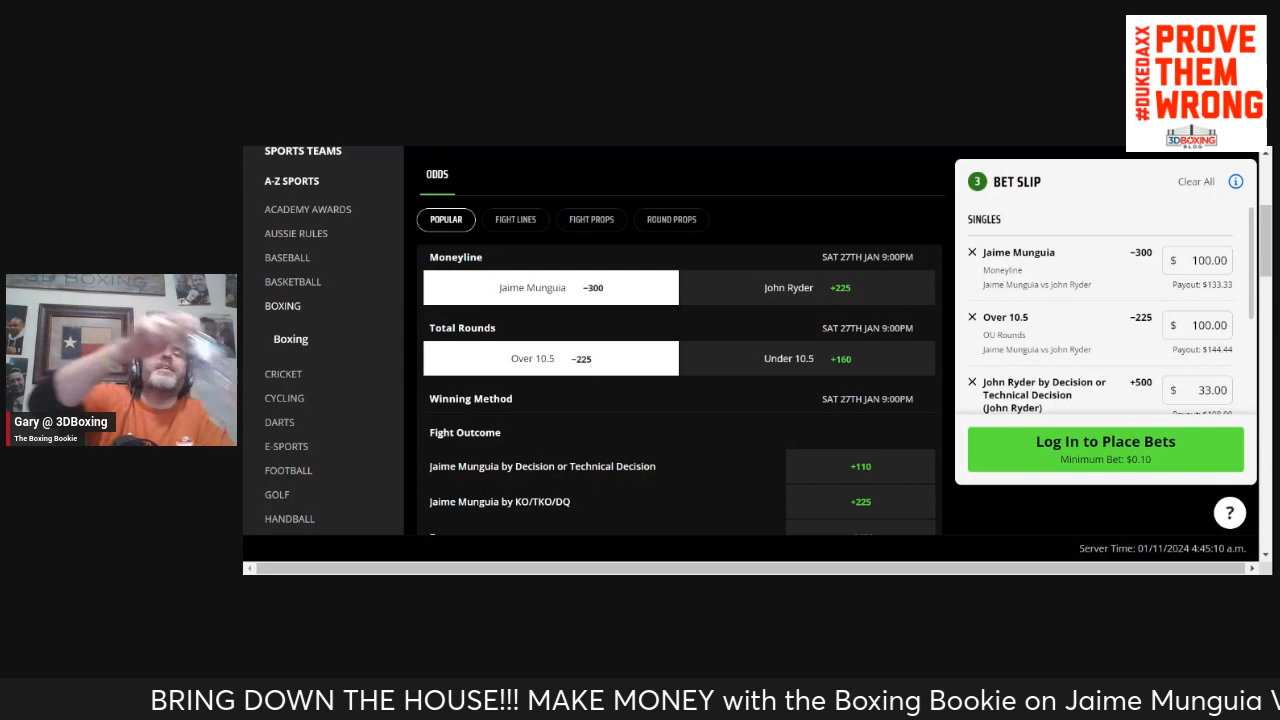 #DUKEDAXX
PROVE
THEM
WRONG
3DBOXING
BLOG
SPORTS TEAMS
A-Z SPORTS
ACADEMY AWARDS
AUSSIE RULES
BASEBALL
BASKETBALL
BOXING
Boxing
CRICKET
CYCLING
DARTS
E-SPORTS
FOOTBALL
GOLF
HANDBALL
ODDS
POPULAR FIGHT LINES FIGHT PROPS ROUND PROPS
Moneyline SAT 27TH JAN 9:00PM
Jaime Munguia −300 John Ryder +225
Total Rounds SAT 27TH JAN 9:00PM
Over 10.5 −225 Under 10.5 +160
Winning Method SAT 27TH JAN 9:00PM
Fight Outcome
Jaime Munguia by Decision or Technical Decision +110
Jaime Munguia by KO/TKO/DQ +225
3 BET SLIP Clear All i
SINGLES
× Jaime Munguia −300 $ 100.00
Moneyline
Jaime Munguia vs John Ryder Payout: $133.33
× Over 10.5 −225 $ 100.00
OU Rounds
Jaime Munguia vs John Ryder Payout: $144.44
× John Ryder by Decision or +500 $ 33.00
Technical Decision
(John Ryder)
Log In to Place Bets
Minimum Bet: $0.10
?
Server Time: 01/11/2024 4:45:10 a.m.
3D BOXING
Gary @ 3DBoxing
The Boxing Bookie
BRING DOWN THE HOUSE!!! MAKE MONEY with the Boxing Bookie on Jaime Munguia V